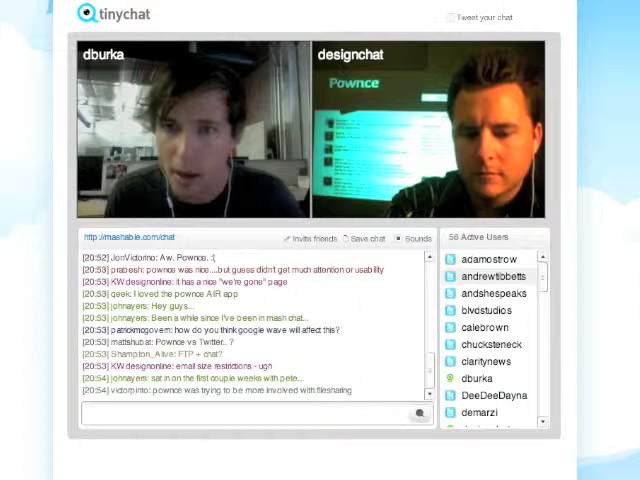 tinychat
Tweet your chat
dburka
designchat
Pownce
http://mashable.com/chat
Invite friends
Save chat
Sounds
56 Active Users
[20:52] JonVictorino: Aw. Pownce. :[
[20:53] prabesh: pownce was nice....but guess didn't get much attention or usability
[20:53] KW designonline: it has a nice "we're gone" page
[20:53] qeek: I loved the pownce AIR app
[20:53] johnayers: Hey guys...
[20:53] johnayers: Been a while since I've been in mash chat...
[20:53] patrickmcgovern: how do you think google wave will affect this?
[20:53] mattshubat: Pownce vs Twitter.. ?
[20:53] Shampton_Alive: FTP + chat?
[20:53] KW designonline: email size restrictions - ugh
[20:54] johnayers: sat in on the first couple weeks with pete...
[20:54] victorpinto: pownce was trying to be more involved with filesharing
adamostrow
andrewtibbetts
andshespeaks
blvdstudios
calebrown
chucksteneck
claritynews
dburka
DeeDeeDayna
demarzi